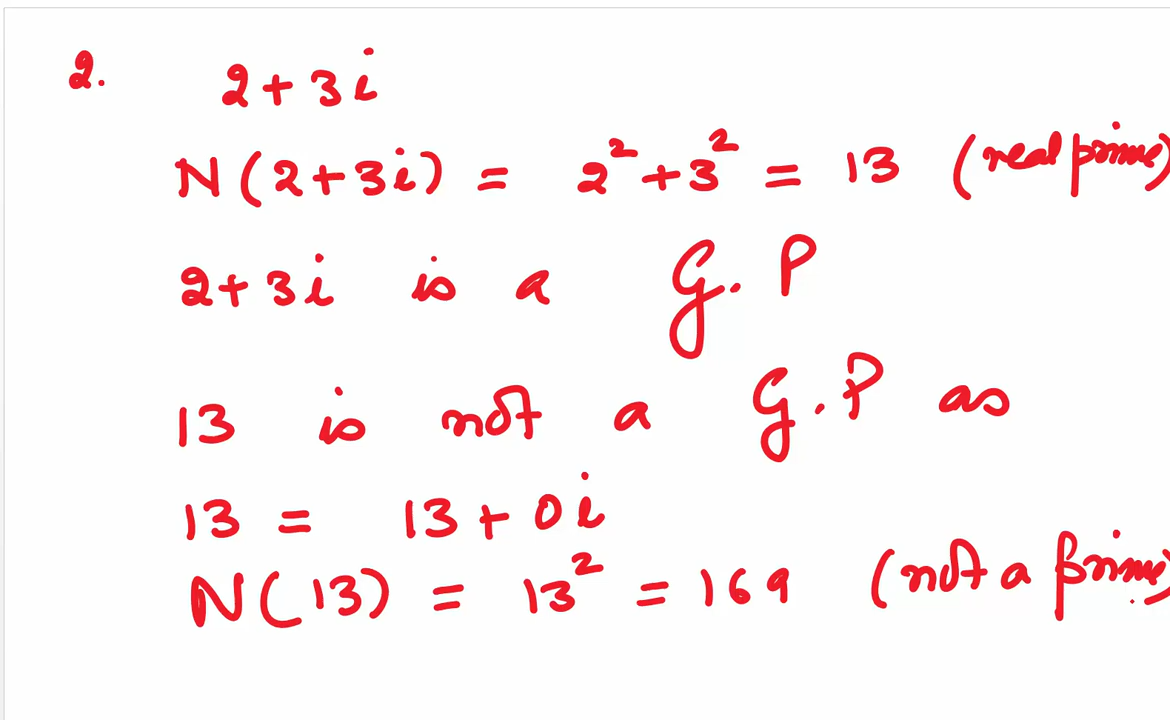 2. 2+3i
N(2+3i) = 2²+3² = 13 (real prime)
2+3i is a G.P
13 is not a G.P as
13 = 13+0i
N(13) = 13² = 169 (not a prime)